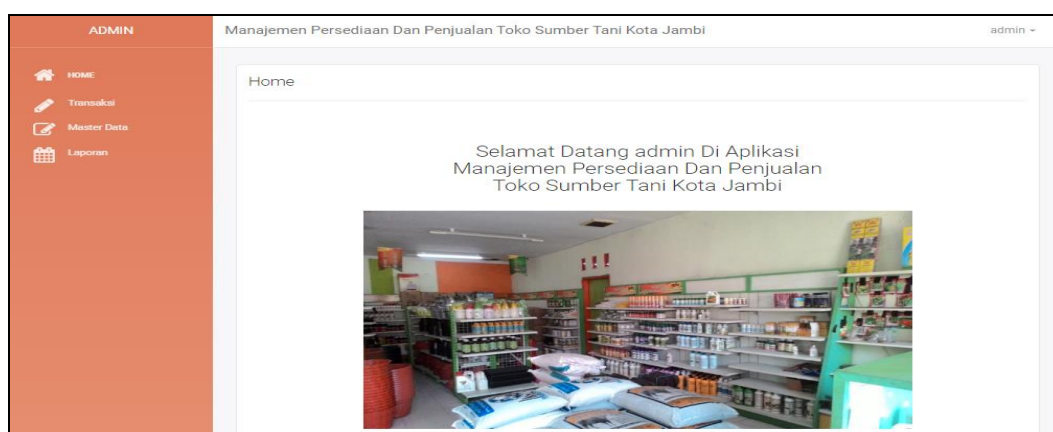 ADMIN
Manajemen Persediaan Dan Penjualan Toko Sumber Tani Kota Jambi
admin
HOME
Transaksi
Master Data
Laporan
Home
Selamat Datang admin Di Aplikasi
Manajemen Persediaan Dan Penjualan
Toko Sumber Tani Kota Jambi